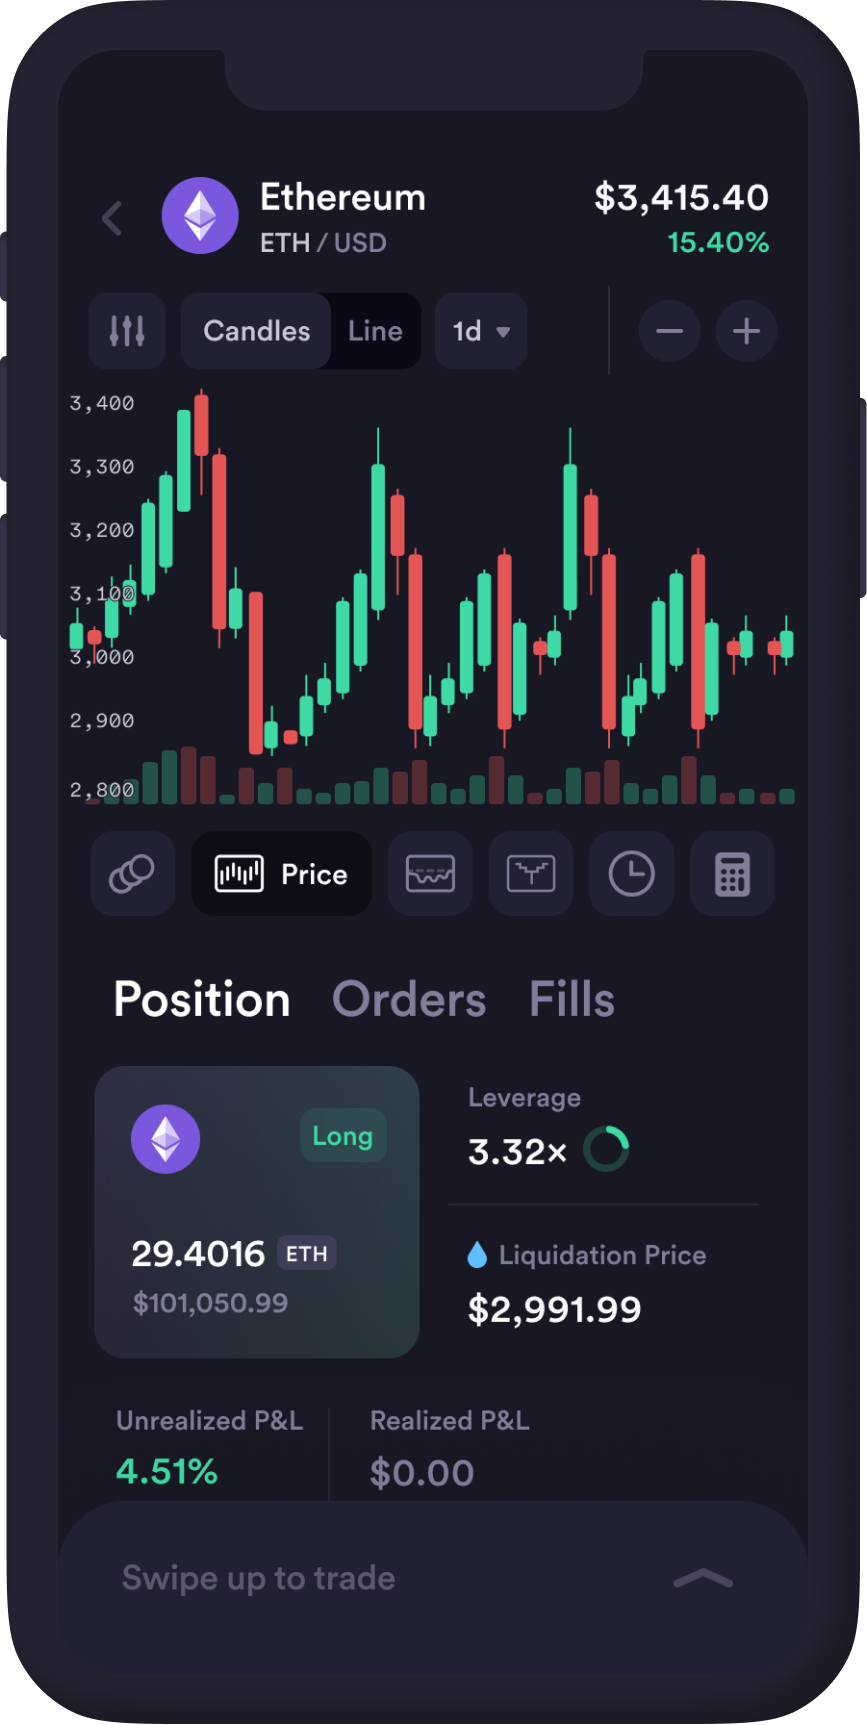 Ethereum
$3,415.40
ETH / USD
15.40%
Candles
Line
1d
3,400
3,300
3,200
3,100
3,000
2,900
2,800
Price
Position
Orders
Fills
Long
29.4016 ETH
$101,050.99
Leverage
3.32×
Liquidation Price
$2,991.99
Unrealized P&L
4.51%
Realized P&L
$0.00
Swipe up to trade